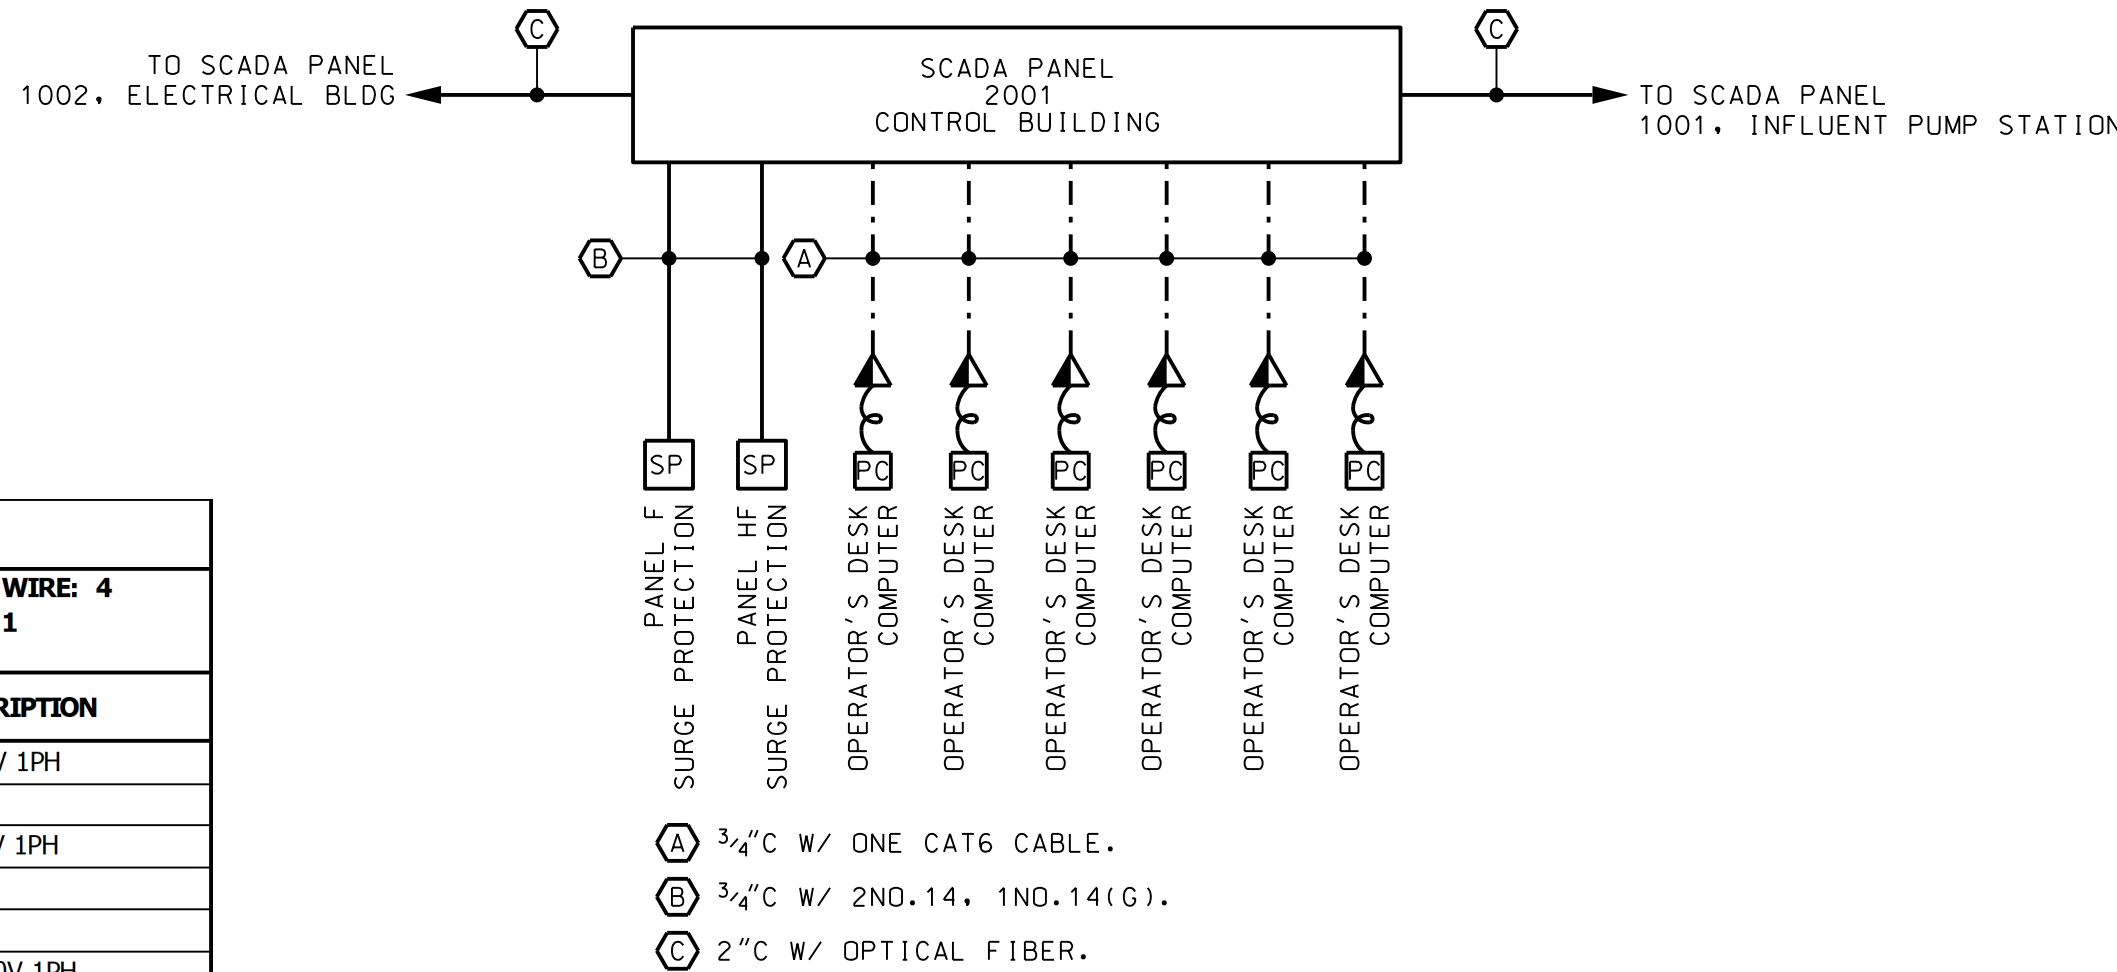 C
C
TO SCADA PANEL
1002, ELECTRICAL BLDG
SCADA PANEL
2001
CONTROL BUILDING
TO SCADA PANEL
1001, INFLUENT PUMP STATION
B
A
SP
SP
PC
PC
PC
PC
PC
PC
PANEL F
SURGE PROTECTION
PANEL HF
SURGE PROTECTION
OPERATOR'S DESK
COMPUTER
OPERATOR'S DESK
COMPUTER
OPERATOR'S DESK
COMPUTER
OPERATOR'S DESK
COMPUTER
OPERATOR'S DESK
COMPUTER
OPERATOR'S DESK
COMPUTER
WIRE: 4
1
RIPTION
V 1PH
V 1PH
0V 1PH
A 3/4"C W/ ONE CAT6 CABLE.
B 3/4"C W/ 2NO.14, 1NO.14(G).
C 2"C W/ OPTICAL FIBER.